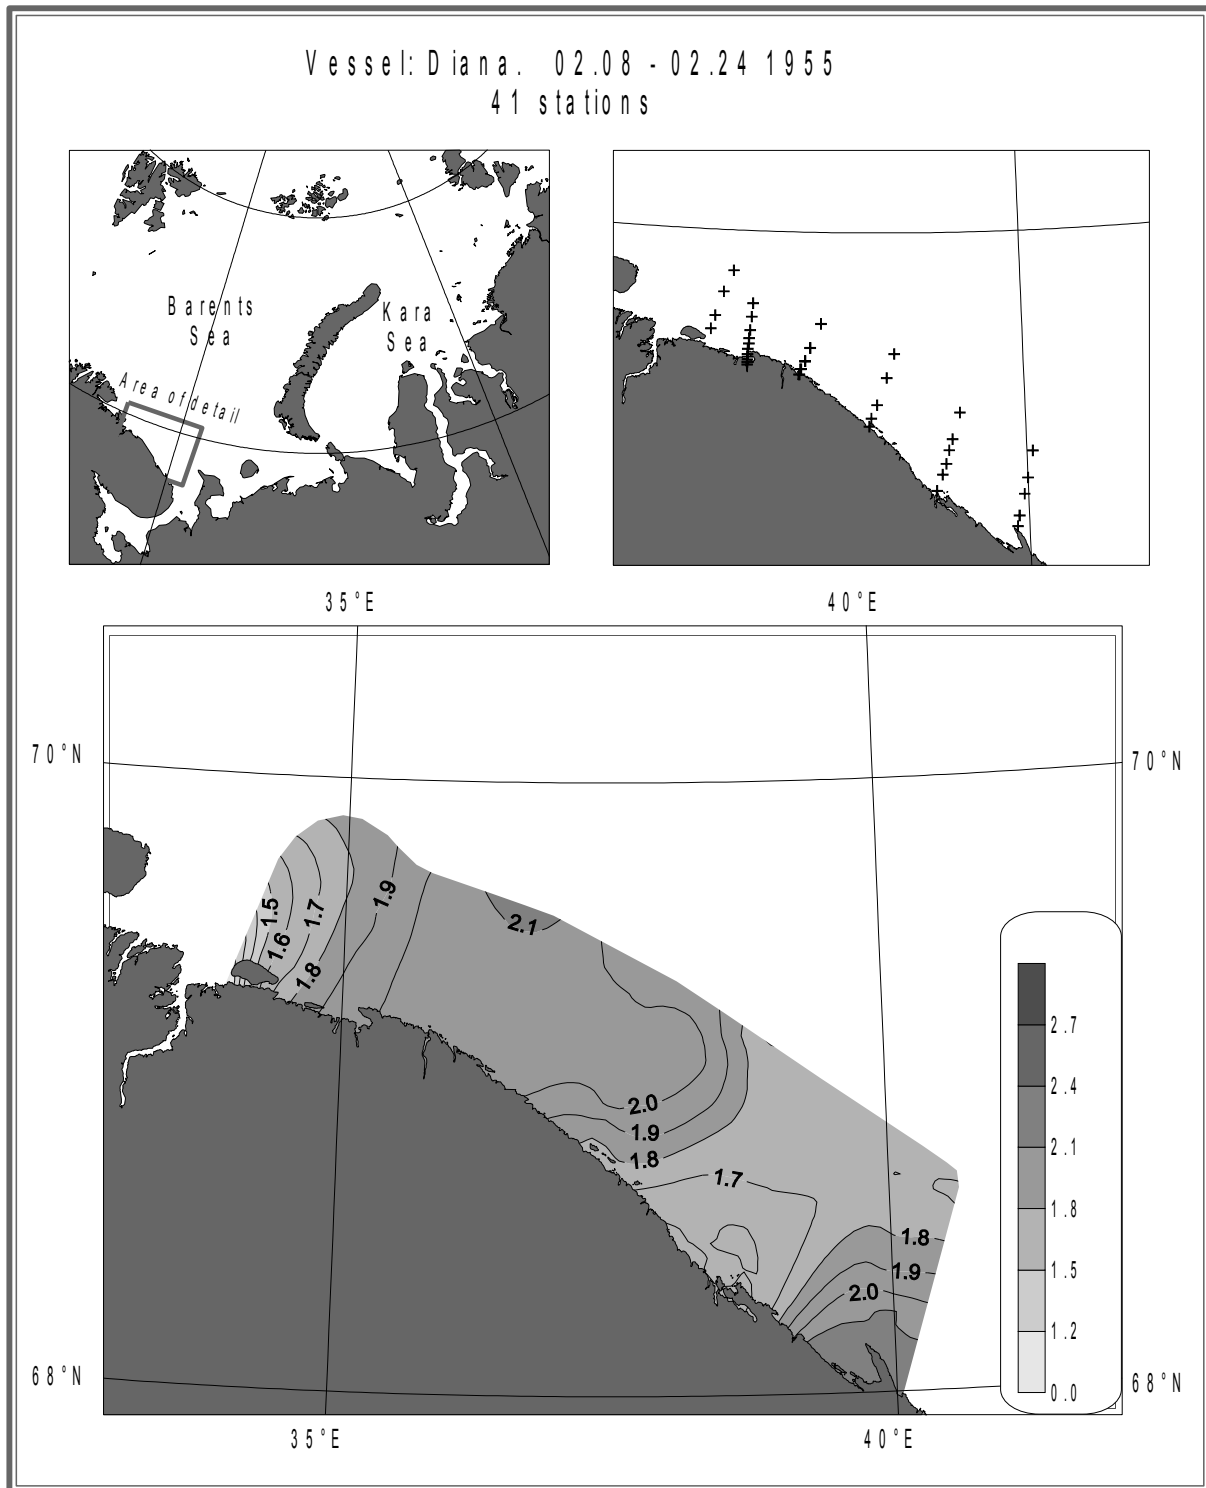 Vessel: Diana. 02.08 - 02.24 1955
41 stations
Barents
Sea
Kara
Sea
Area of detail
35°E
40°E
70°N
70°N
1.5
1.6
1.7
1.8
1.9
2.1
2.0
1.9
1.8
1.7
1.8
1.9
2.0
2.7
2.4
2.1
1.8
1.5
1.2
0.0
68°N
68°N
35°E
40°E